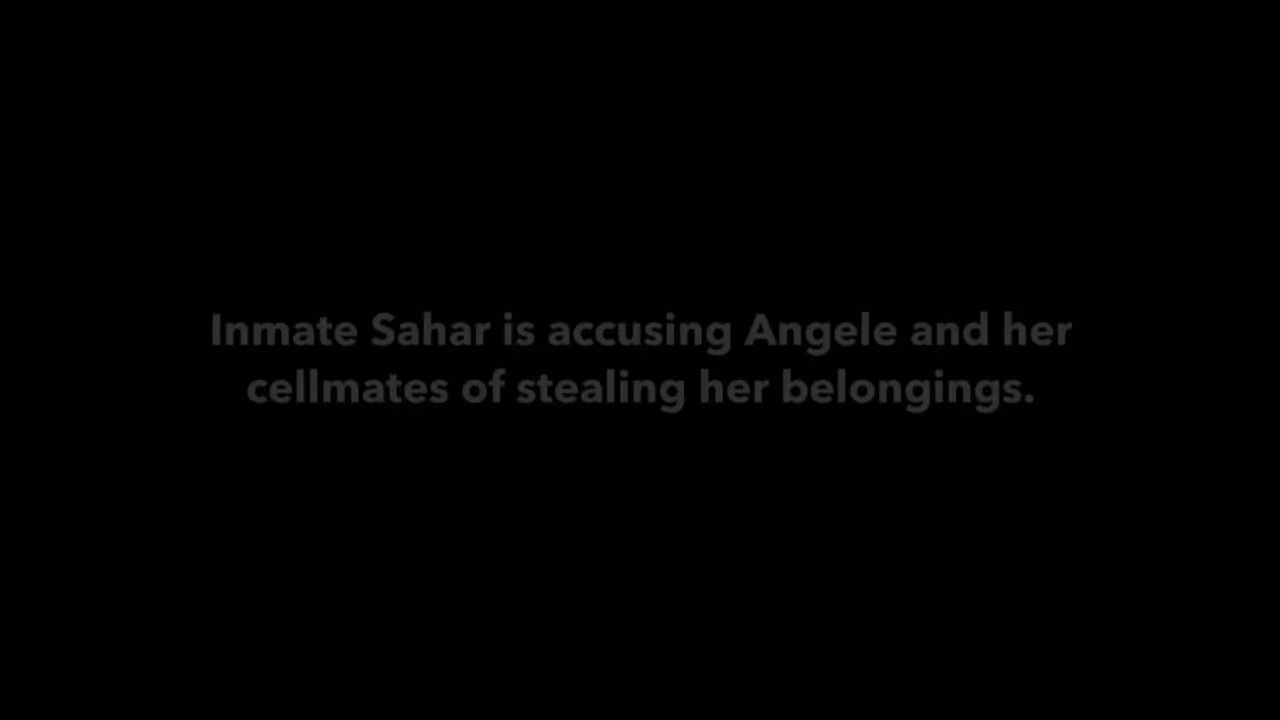 Inmate Sahar is accusing Angele and her
cellmates of stealing her belongings.